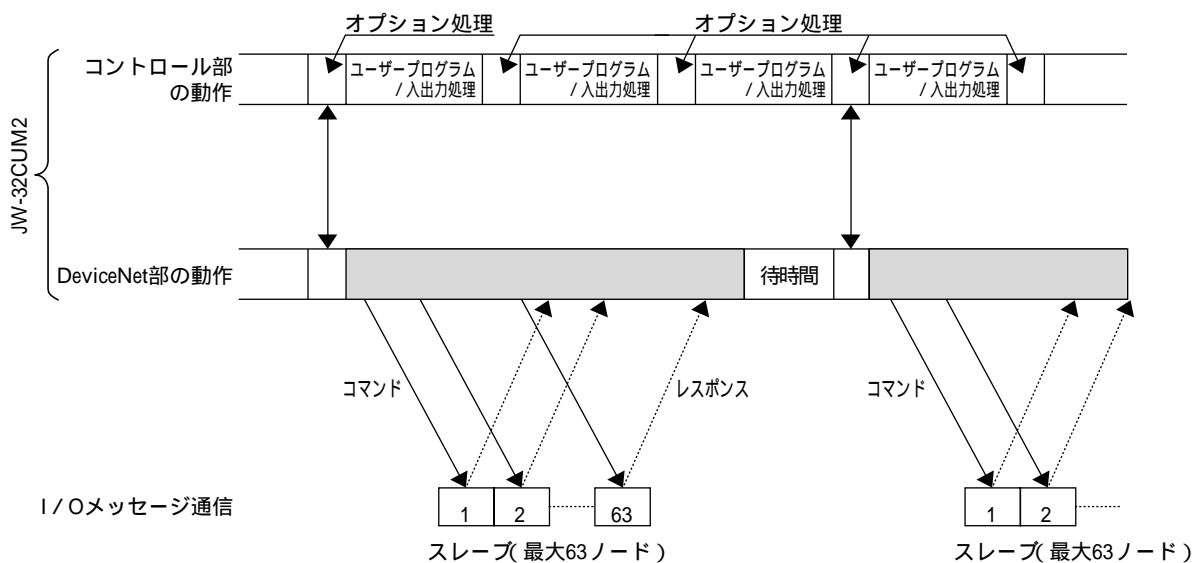 オプション処理
オプション処理
コントロール部
の動作
ユーザープログラム
/入出力処理
ユーザープログラム
/入出力処理
ユーザープログラム
/入出力処理
ユーザープログラム
/入出力処理
JW-32CUM2
DeviceNet部の動作
待時間
コマンド
レスポンス
コマンド
I/Oメッセージ通信
1
2
63
1
2
スレーブ(最大63ノード)
スレーブ(最大63ノード)